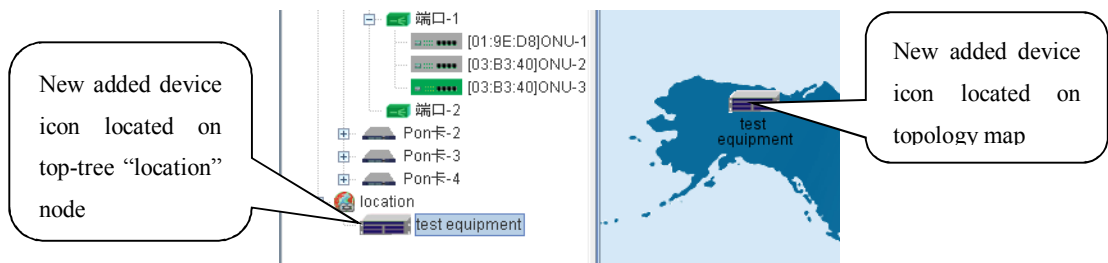 New added device
icon located on
top-tree “location”
node
端口-1
[01:9E:D8]ONU-1
[03:B3:40]ONU-2
[03:B3:40]ONU-3
端口-2
Pon卡-2
Pon卡-3
Pon卡-4
location
test equipment
test
equipment
New added device
icon located on
topology map